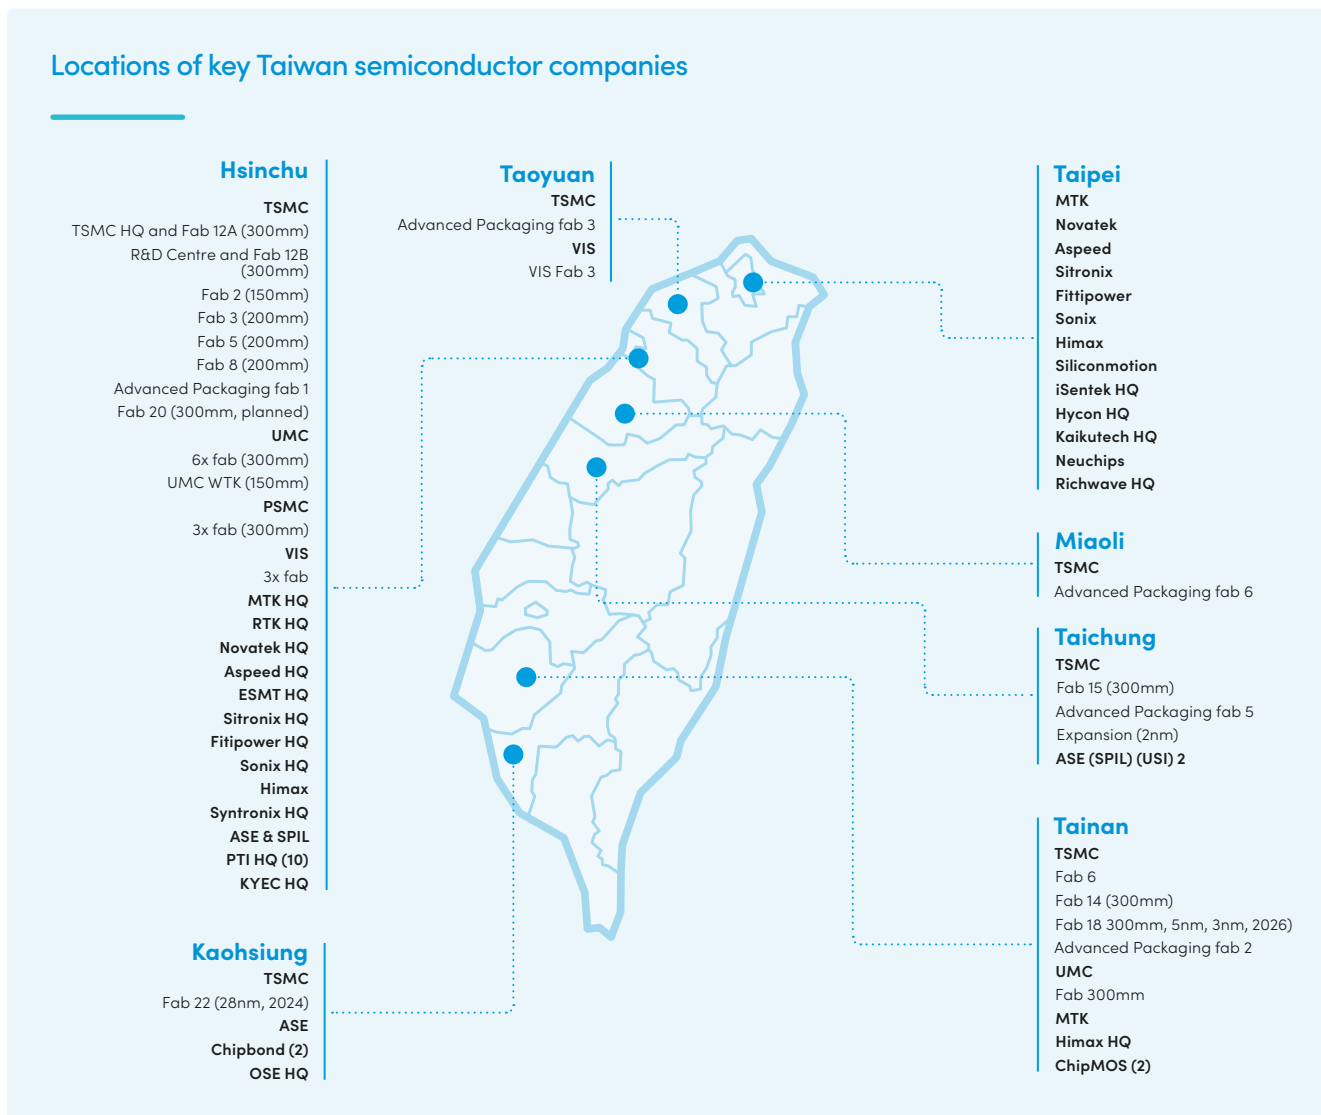 Locations of key Taiwan semiconductor companies
Hsinchu
TSMC
TSMC HQ and Fab 12A (300mm)
R&D Centre and Fab 12B
(300mm)
Fab 2 (150mm)
Fab 3 (200mm)
Fab 5 (200mm)
Fab 8 (200mm)
Advanced Packaging fab 1
Fab 20 (300mm, planned)
UMC
6x fab (300mm)
UMC WTK (150mm)
PSMC
3x fab (300mm)
VIS
3x fab
MTK HQ
RTK HQ
Novatek HQ
Aspeed HQ
ESMT HQ
Sitronix HQ
Fitipower HQ
Sonix HQ
Himax
Syntronix HQ
ASE & SPIL
PTI HQ (10)
KYEC HQ
Kaohsiung
TSMC
Fab 22 (28nm, 2024)
ASE
Chipbond (2)
OSE HQ
Taoyuan
TSMC
Advanced Packaging fab 3
VIS
VIS Fab 3
Taipei
MTK
Novatek
Aspeed
Sitronix
Fittipower
Sonix
Himax
Siliconmotion
iSentek HQ
Hycon HQ
Kaikutech HQ
Neuchips
Richwave HQ
Miaoli
TSMC
Advanced Packaging fab 6
Taichung
TSMC
Fab 15 (300mm)
Advanced Packaging fab 5
Expansion (2nm)
ASE (SPIL) (USI) 2
Tainan
TSMC
Fab 6
Fab 14 (300mm)
Fab 18 300mm, 5nm, 3nm, 2026)
Advanced Packaging fab 2
UMC
Fab 300mm
MTK
Himax HQ
ChipMOS (2)